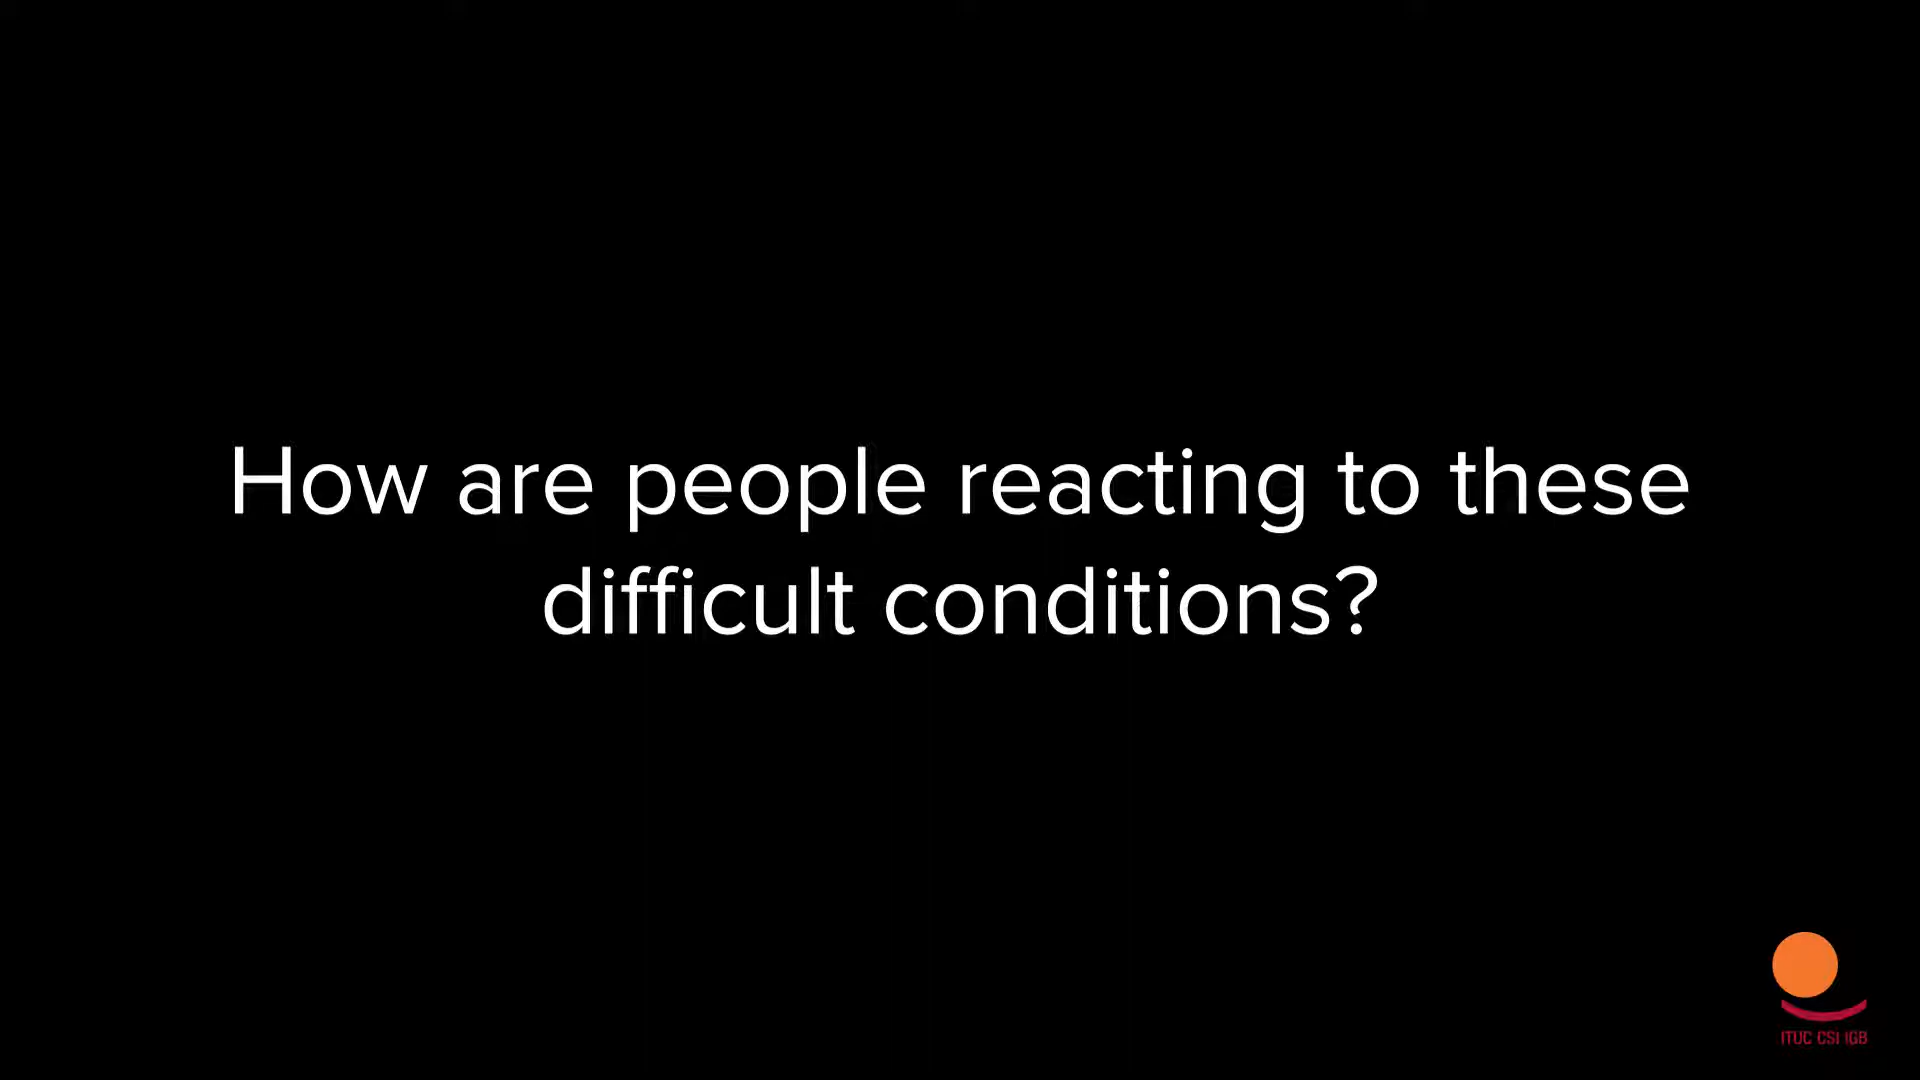 How are people reacting to these
difficult conditions?
ITUC CSI IGB